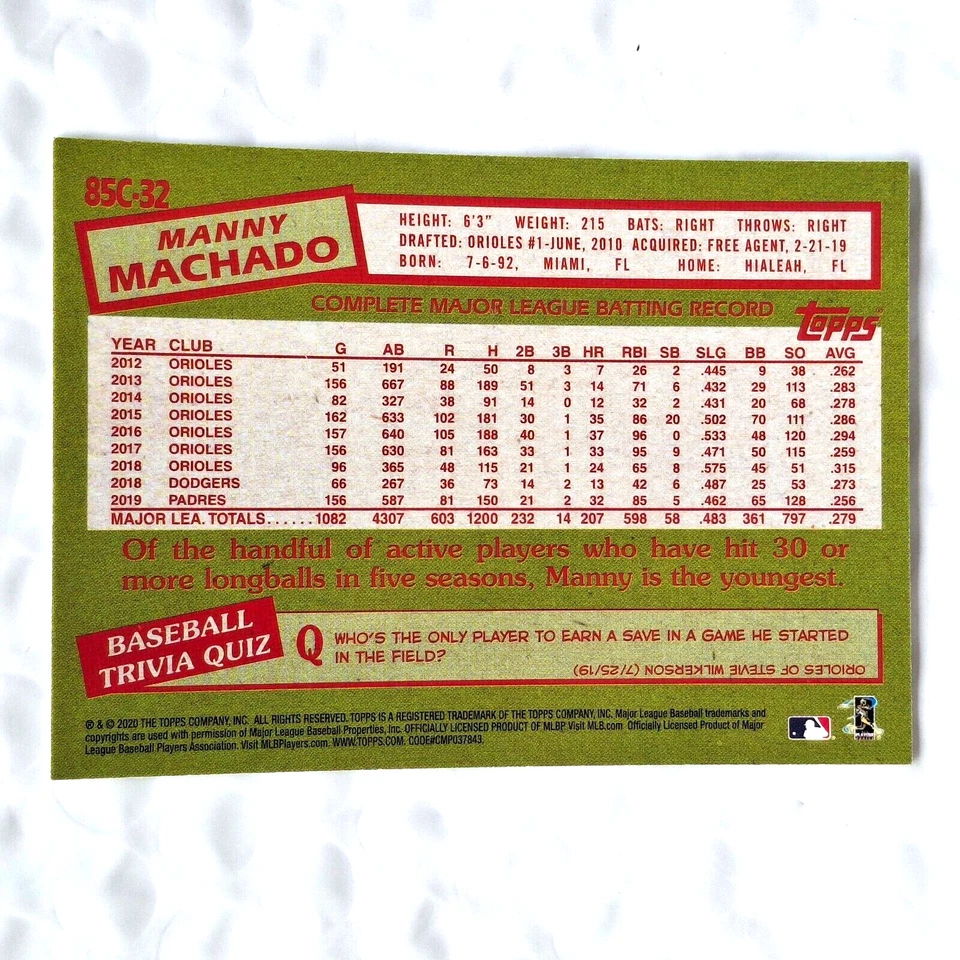 85C-32
MANNY
MACHADO
HEIGHT: 6'3" WEIGHT: 215 BATS: RIGHT THROWS: RIGHT
DRAFTED: ORIOLES #1-JUNE, 2010 ACQUIRED: FREE AGENT, 2-21-19
BORN: 7-6-92, MIAMI, FL HOME: HIALEAH, FL
COMPLETE MAJOR LEAGUE BATTING RECORD
topps
YEAR CLUB G AB R H 2B 3B HR RBI SB SLG BB SO AVG
2012 ORIOLES 51 191 24 50 8 3 7 26 2 .445 9 38 .262
2013 ORIOLES 156 667 88 189 51 3 14 71 6 .432 29 113 .283
2014 ORIOLES 82 327 38 91 14 0 12 32 2 .431 20 68 .278
2015 ORIOLES 162 633 102 181 30 1 35 86 20 .502 70 111 .286
2016 ORIOLES 157 640 105 188 40 1 37 96 0 .533 48 120 .294
2017 ORIOLES 156 630 81 163 33 1 33 95 9 .471 50 115 .259
2018 ORIOLES 96 365 48 115 21 1 24 65 8 .575 45 51 .315
2018 DODGERS 66 267 36 73 14 2 13 42 6 .487 25 53 .273
2019 PADRES 156 587 81 150 21 2 32 85 5 .462 65 128 .256
MAJOR LEA. TOTALS......1082 4307 603 1200 232 14 207 598 58 .483 361 797 .279
Of the handful of active players who have hit 30 or
more longballs in five seasons, Manny is the youngest.
BASEBALL
TRIVIA QUIZ
Q WHO'S THE ONLY PLAYER TO EARN A SAVE IN A GAME HE STARTED
IN THE FIELD?
ORIOLES OF STEVIE WILKERSON (7/25/19)
® & © 2020 THE TOPPS COMPANY, INC. ALL RIGHTS RESERVED. TOPPS IS A REGISTERED TRADEMARK OF THE TOPPS COMPANY, INC. Major League Baseball trademarks and
copyrights are used with permission of Major League Baseball Properties, Inc. OFFICIALLY LICENSED PRODUCT OF MLBP Visit MLB.com. Officially Licensed Product of Major
League Baseball Players Association. Visit MLBPlayers.com. WWW.TOPPS.COM. CODE#CMP037843.